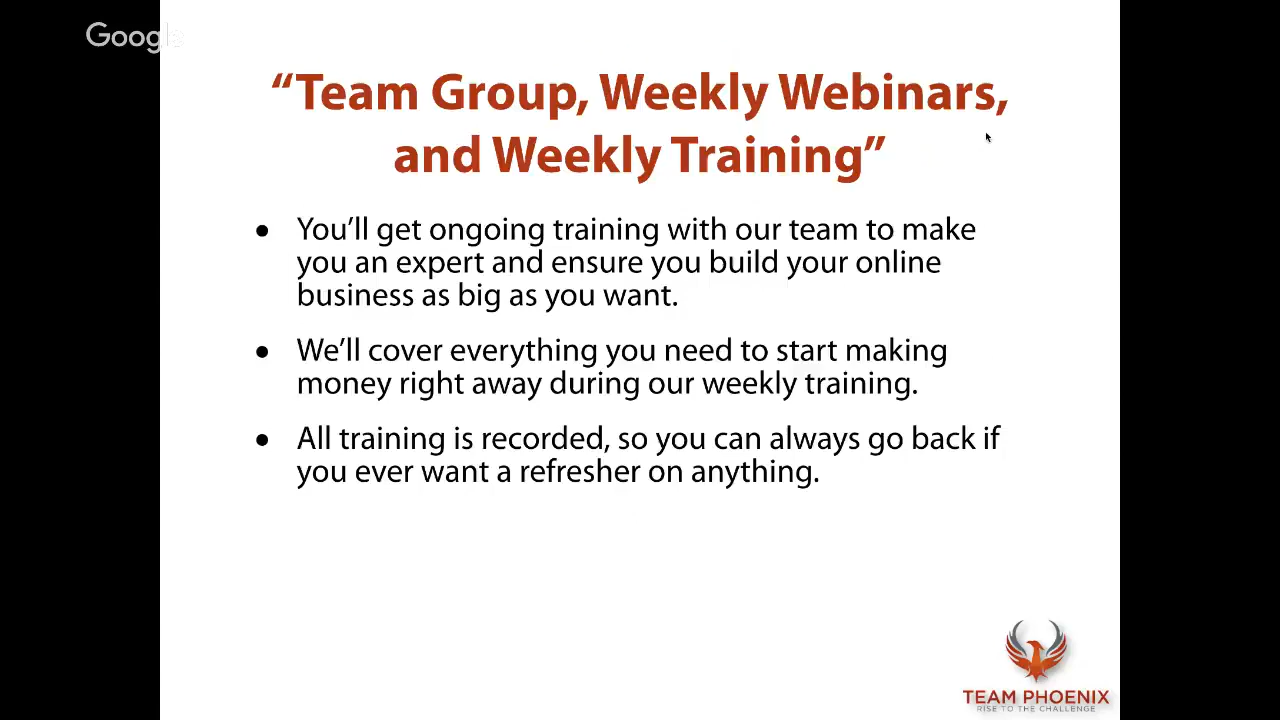 Google
“Team Group, Weekly Webinars,
and Weekly Training”
● You’ll get ongoing training with our team to make
you an expert and ensure you build your online
business as big as you want.
● We’ll cover everything you need to start making
money right away during our weekly training.
● All training is recorded, so you can always go back if
you ever want a refresher on anything.
TEAM PHOENIX
RISE TO THE CHALLENGE